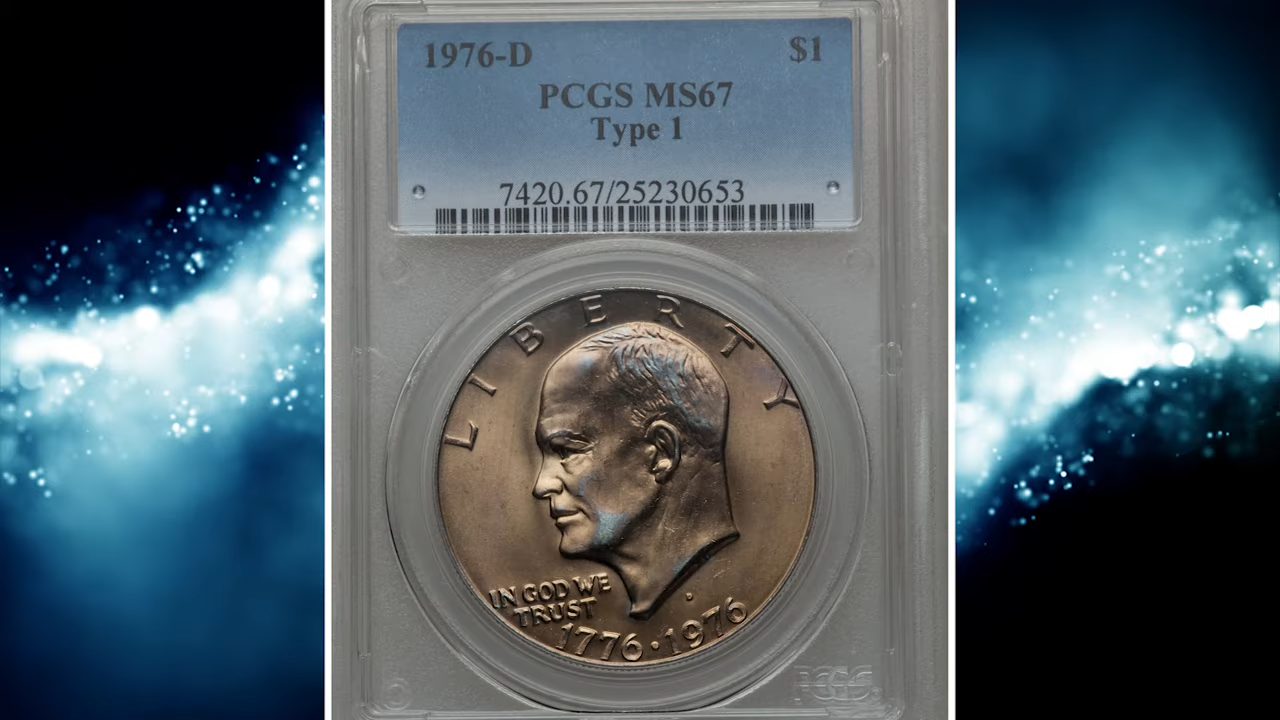 1976-D $1
PCGS MS67
Type 1
7420.67/25230653
LIBERTY
IN GOD WE
TRUST
1776·1976
PCGS